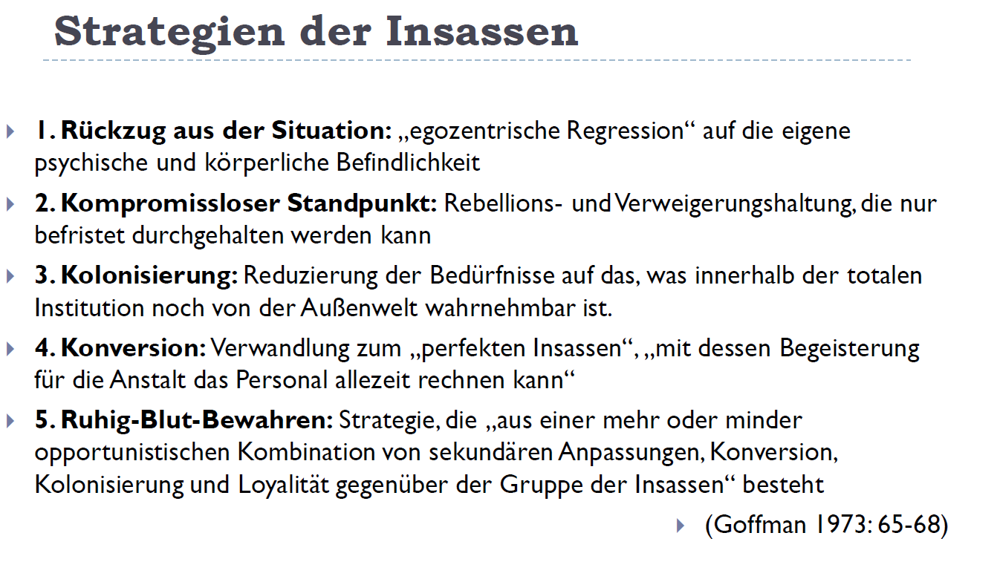 Strategien der Insassen
1. Rückzug aus der Situation: „egozentrische Regression“ auf die eigene
psychische und körperliche Befindlichkeit
2. Kompromissloser Standpunkt: Rebellions- und Verweigerungshaltung, die nur
befristet durchgehalten werden kann
3. Kolonisierung: Reduzierung der Bedürfnisse auf das, was innerhalb der totalen
Institution noch von der Außenwelt wahrnehmbar ist.
4. Konversion: Verwandlung zum „perfekten Insassen“, „mit dessen Begeisterung
für die Anstalt das Personal allezeit rechnen kann“
5. Ruhig-Blut-Bewahren: Strategie, die „aus einer mehr oder minder
opportunistischen Kombination von sekundären Anpassungen, Konversion,
Kolonisierung und Loyalität gegenüber der Gruppe der Insassen“ besteht
(Goffman 1973: 65-68)